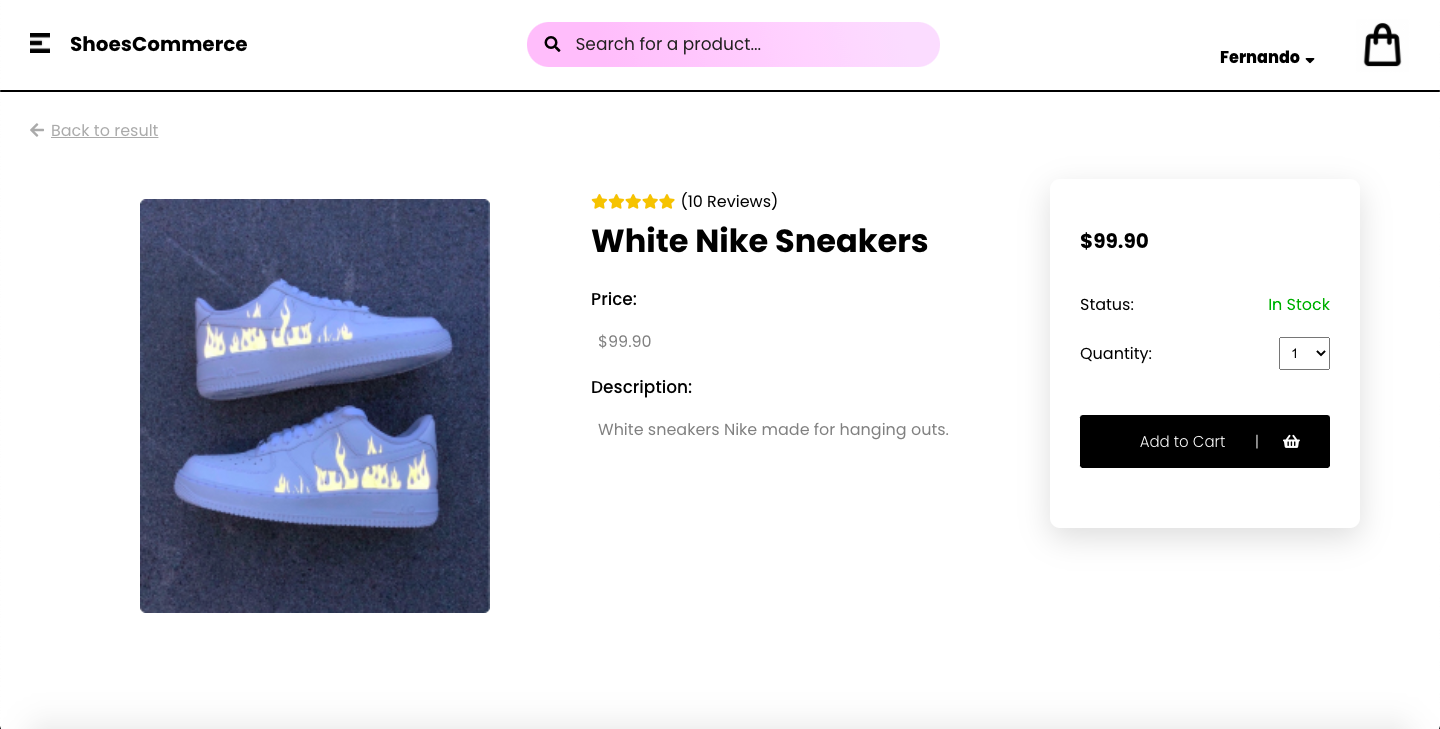 ShoesCommerce
Search for a product...
Fernando
Back to result
(10 Reviews)
White Nike Sneakers
Price:
$99.90
Description:
White sneakers Nike made for hanging outs.
$99.90
Status: In Stock
Quantity: 1
Add to Cart |